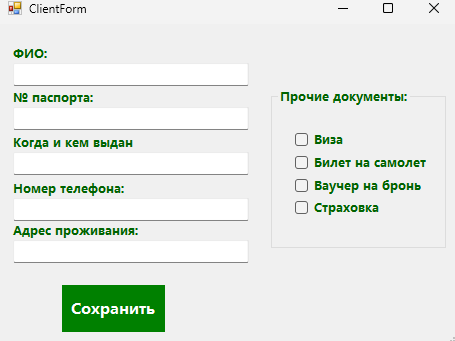 ClientForm
ФИО:
№ паспорта:
Когда и кем выдан
Номер телефона:
Адрес проживания:
Сохранить
Прочие документы:
Виза
Билет на самолет
Ваучер на бронь
Страховка